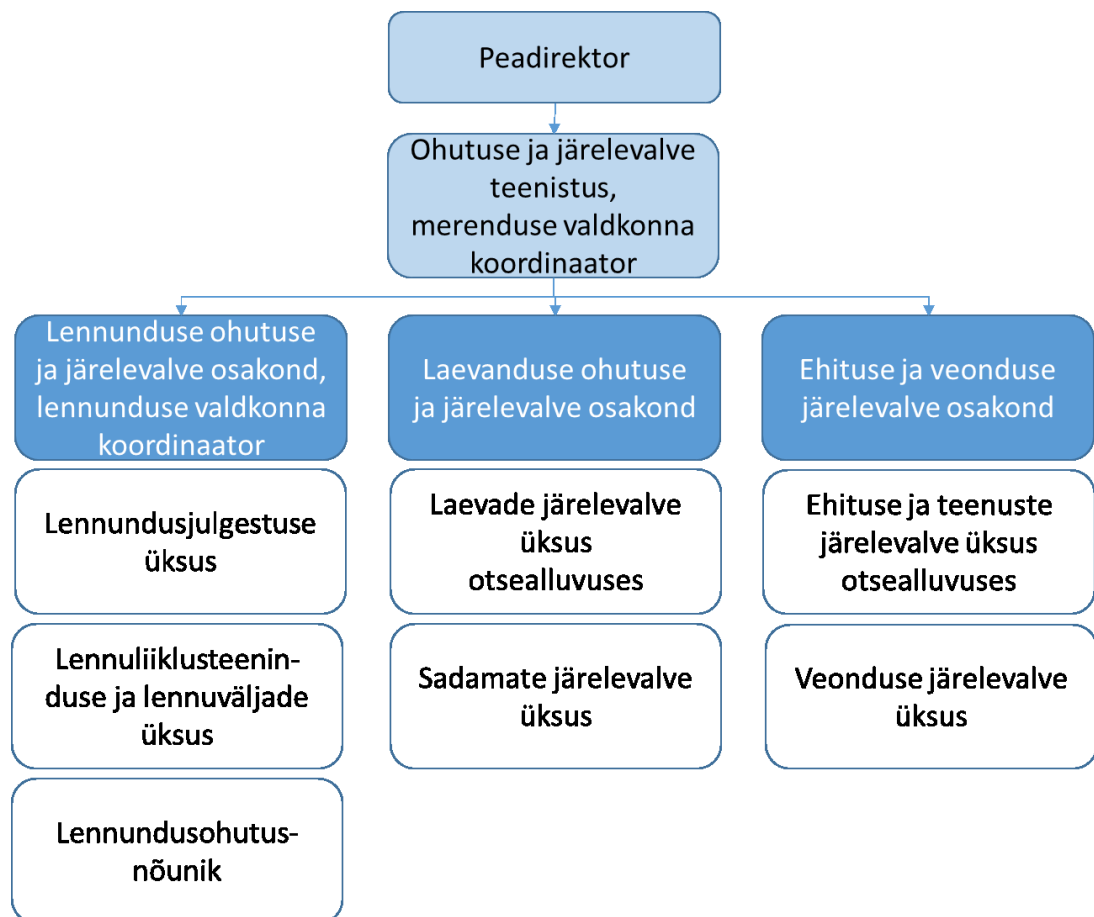 Peadirektor
Ohutuse ja järelevalve
teenistus,
merenduse valdkonna
koordinaator
Lennunduse ohutuse
ja järelevalve osakond,
lennunduse valdkonna
koordinaator
Laevanduse ohutuse
ja järelevalve osakond
Ehituse ja veonduse
järelevalve osakond
Lennundusjulgestuse
üksus
Laevade järelevalve
üksus
otsealluvuses
Ehituse ja teenuste
järelevalve üksus
otsealluvuses
Lennuliiklusteenin-
duse ja lennuväljade
üksus
Sadamate järelevalve
üksus
Veonduse järelevalve
üksus
Lennundusohutus-
nõunik